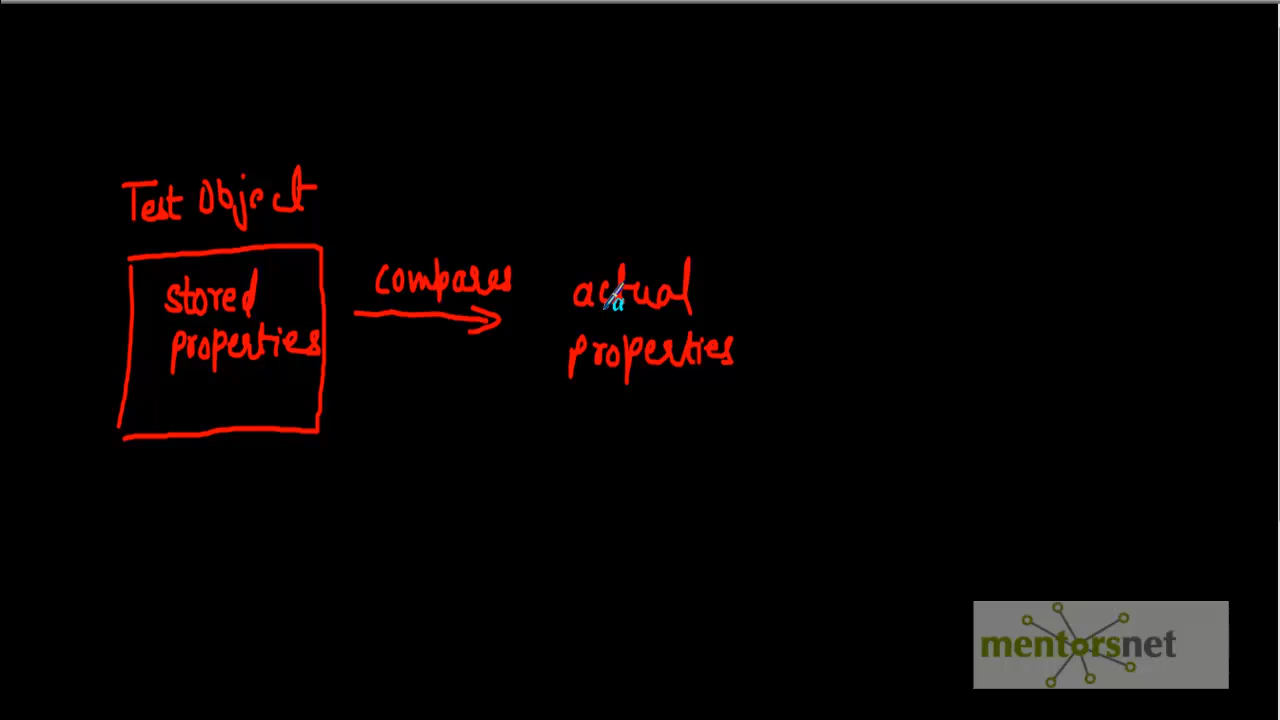 Test Object
stored
properties
compares
actual
properties
a
mentorsnet